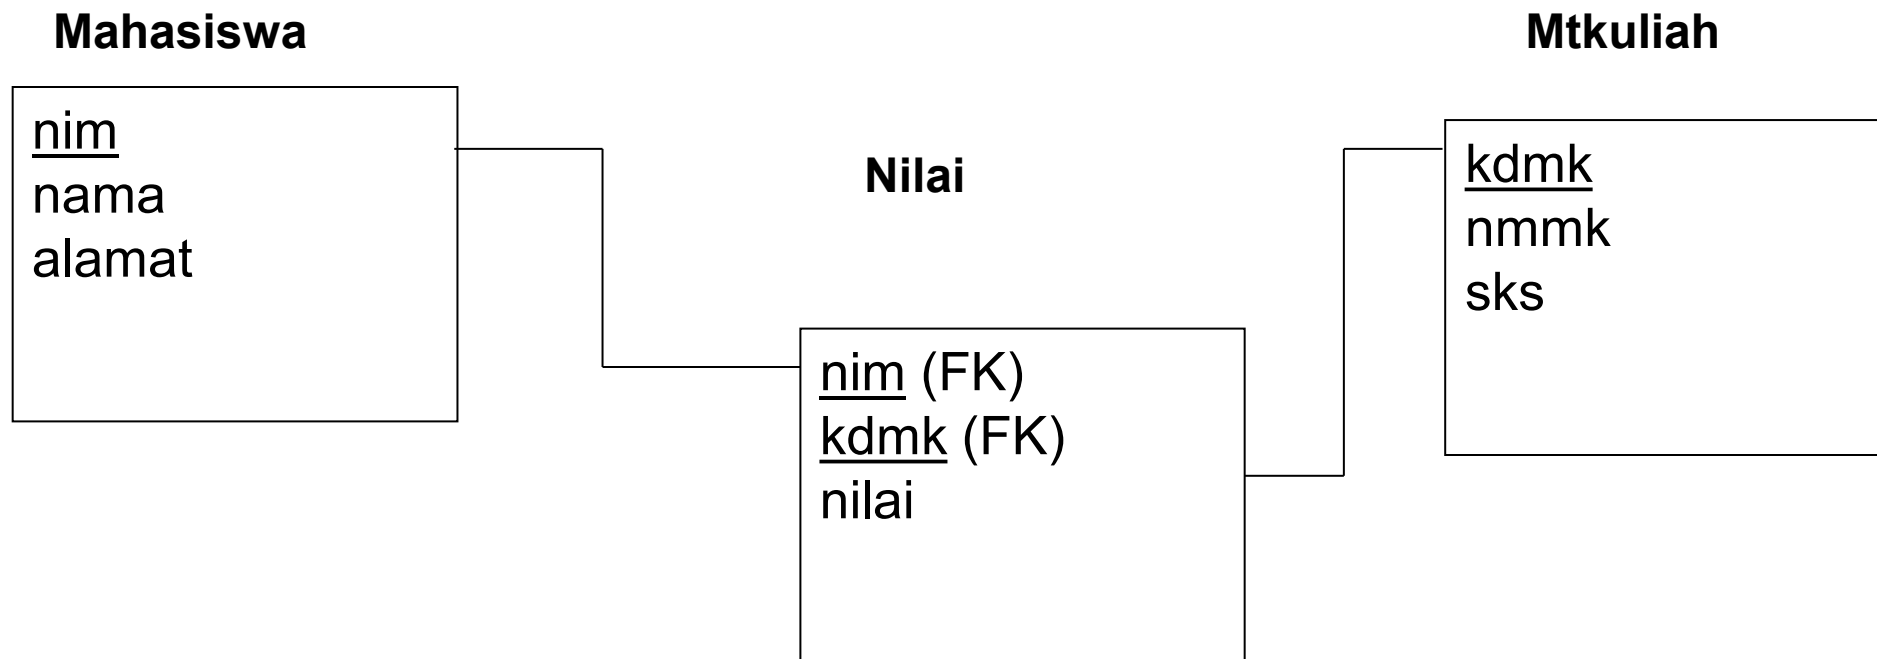 Mahasiswa
nim
nama
alamat
Nilai
nim (FK)
kdmk (FK)
nilai
Mtkuliah
kdmk
nmmk
sks